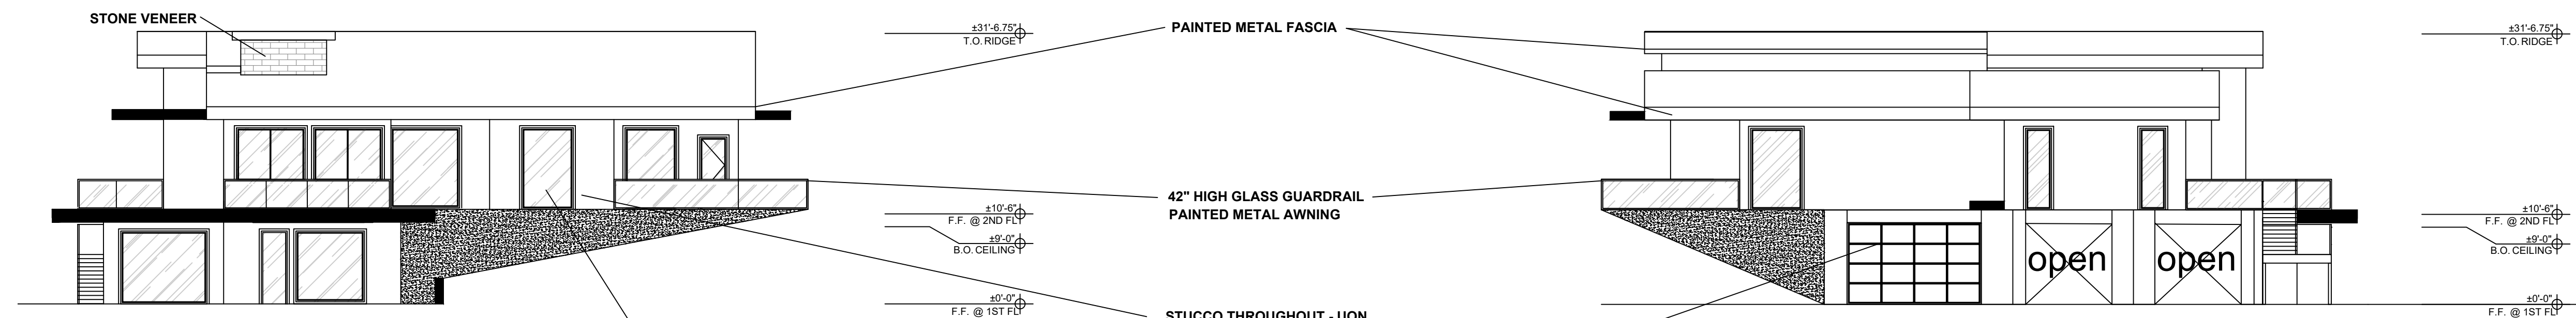 STONE VENEER
±31'-6.75"
T.O. RIDGE
PAINTED METAL FASCIA
±31'-6.75"
T.O. RIDGE
42" HIGH GLASS GUARDRAIL
PAINTED METAL AWNING
±10'-6"
F.F. @ 2ND FL
±9'-0"
B.O. CEILING
±10'-6"
F.F. @ 2ND FL
±9'-0"
B.O. CEILING
open open
±0'-0"
F.F. @ 1ST FL
STUCCO THROUGHOUT - UON
±0'-0"
F.F. @ 1ST FL